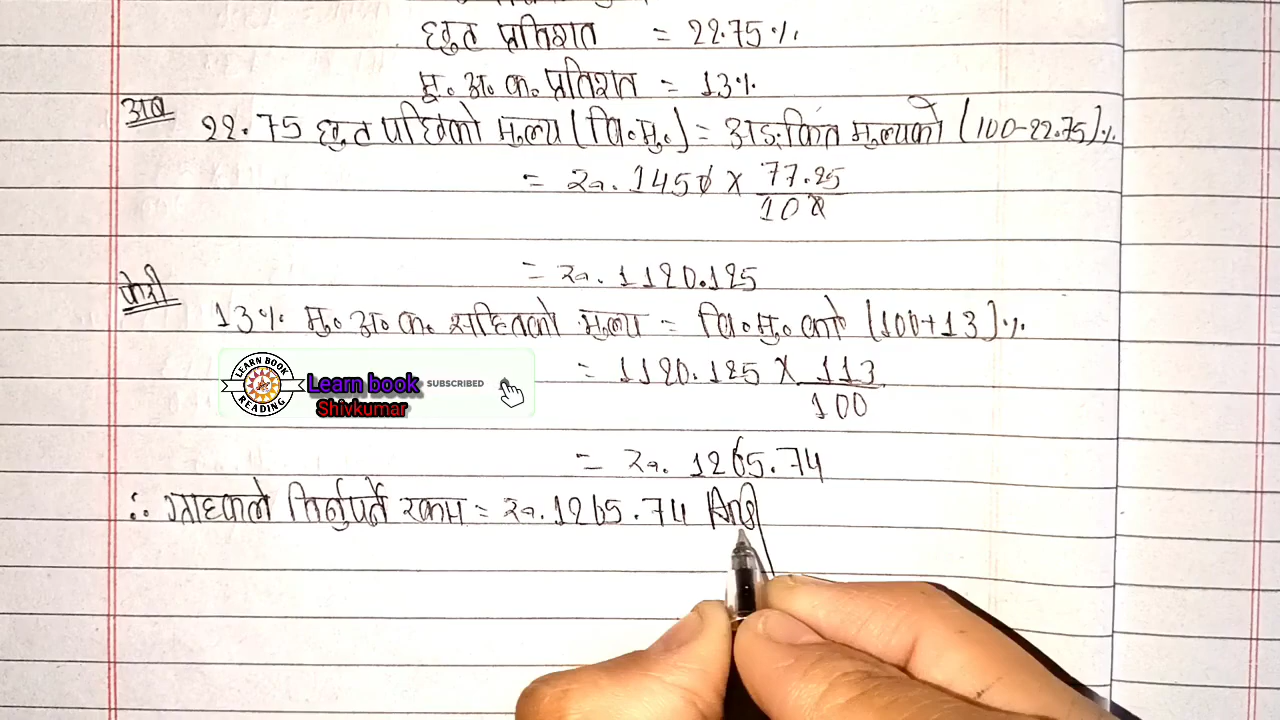 छुट प्रतिशत = 22.75%
मू. अ. क. प्रतिशत = 13%
अब
22.75 छुट पछिको मूल्य (वि.मू.) = अङ्कित मूल्यको (100-22.75)%
= रू. 1450 × 77.25
100
= रू. 1120.125
फेरी
13% मू. अ. क. सहितको मूल्य = वि.मू. को (100+13)%
= 1120.125 × 113
100
LEARN BOOK
READING
Learn book
Shivkumar
SUBSCRIBED
= रू. 1265.74
∴ ग्राहकले तिर्नुपर्ने रकम = रू. 1265.74 Ans